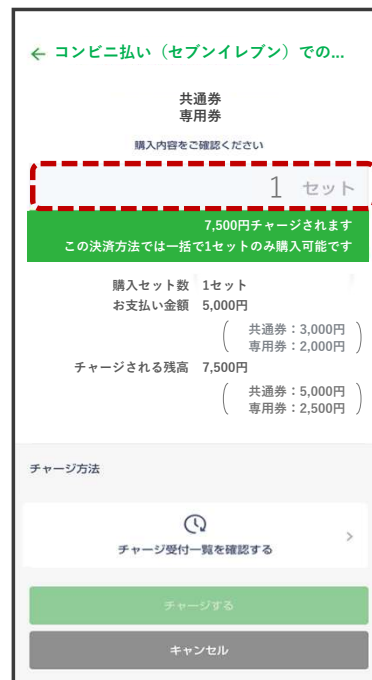 ← コンビニ払い（セブンイレブン）での...
共通券
専用券
購入内容をご確認ください
1 セット
7,500円チャージされます
この決済方法では一括で1セットのみ購入可能です
購入セット数 1セット
お支払い金額 5,000円
（ 共通券：3,000円
専用券：2,000円 ）
チャージされる残高 7,500円
（ 共通券：5,000円
専用券：2,500円 ）
チャージ方法
チャージ受付一覧を確認する
チャージする
キャンセル